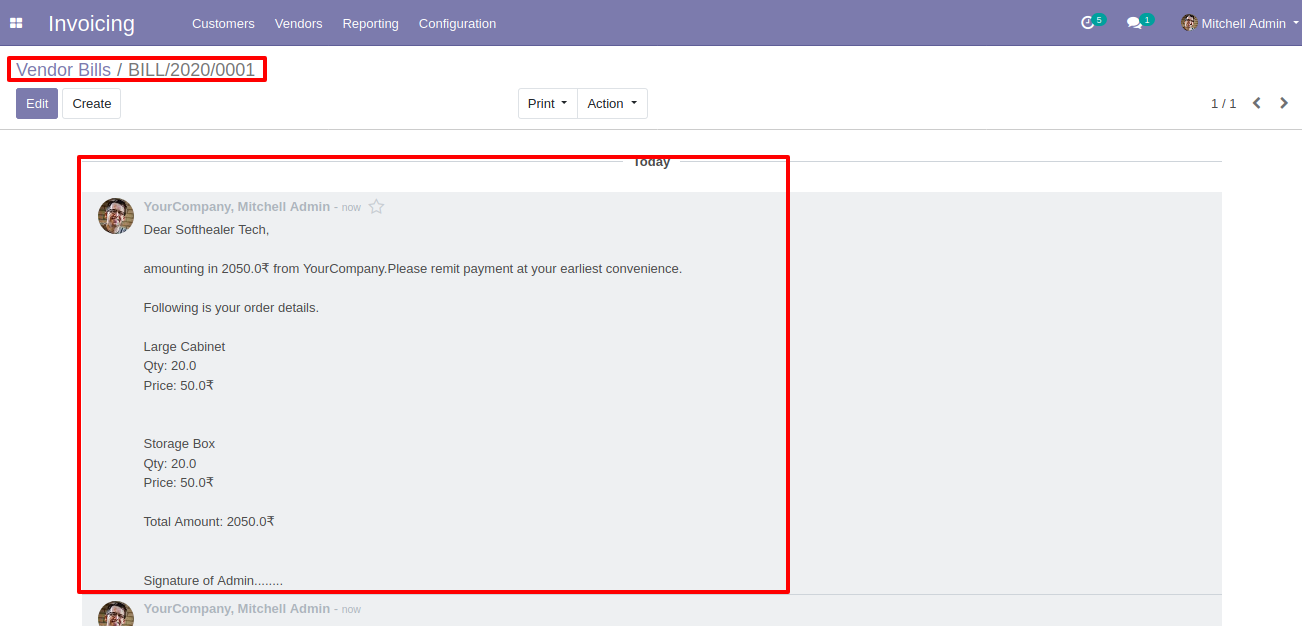 Invoicing
Customers Vendors Reporting Configuration
5 1 Mitchell Admin
Vendor Bills / BILL/2020/0001
Edit Create Print Action 1 / 1
Today
YourCompany, Mitchell Admin - now
Dear Softhealer Tech,
amounting in 2050.0₹ from YourCompany.Please remit payment at your earliest convenience.
Following is your order details.
Large Cabinet
Qty: 20.0
Price: 50.0₹
Storage Box
Qty: 20.0
Price: 50.0₹
Total Amount: 2050.0₹
Signature of Admin........
YourCompany, Mitchell Admin - now